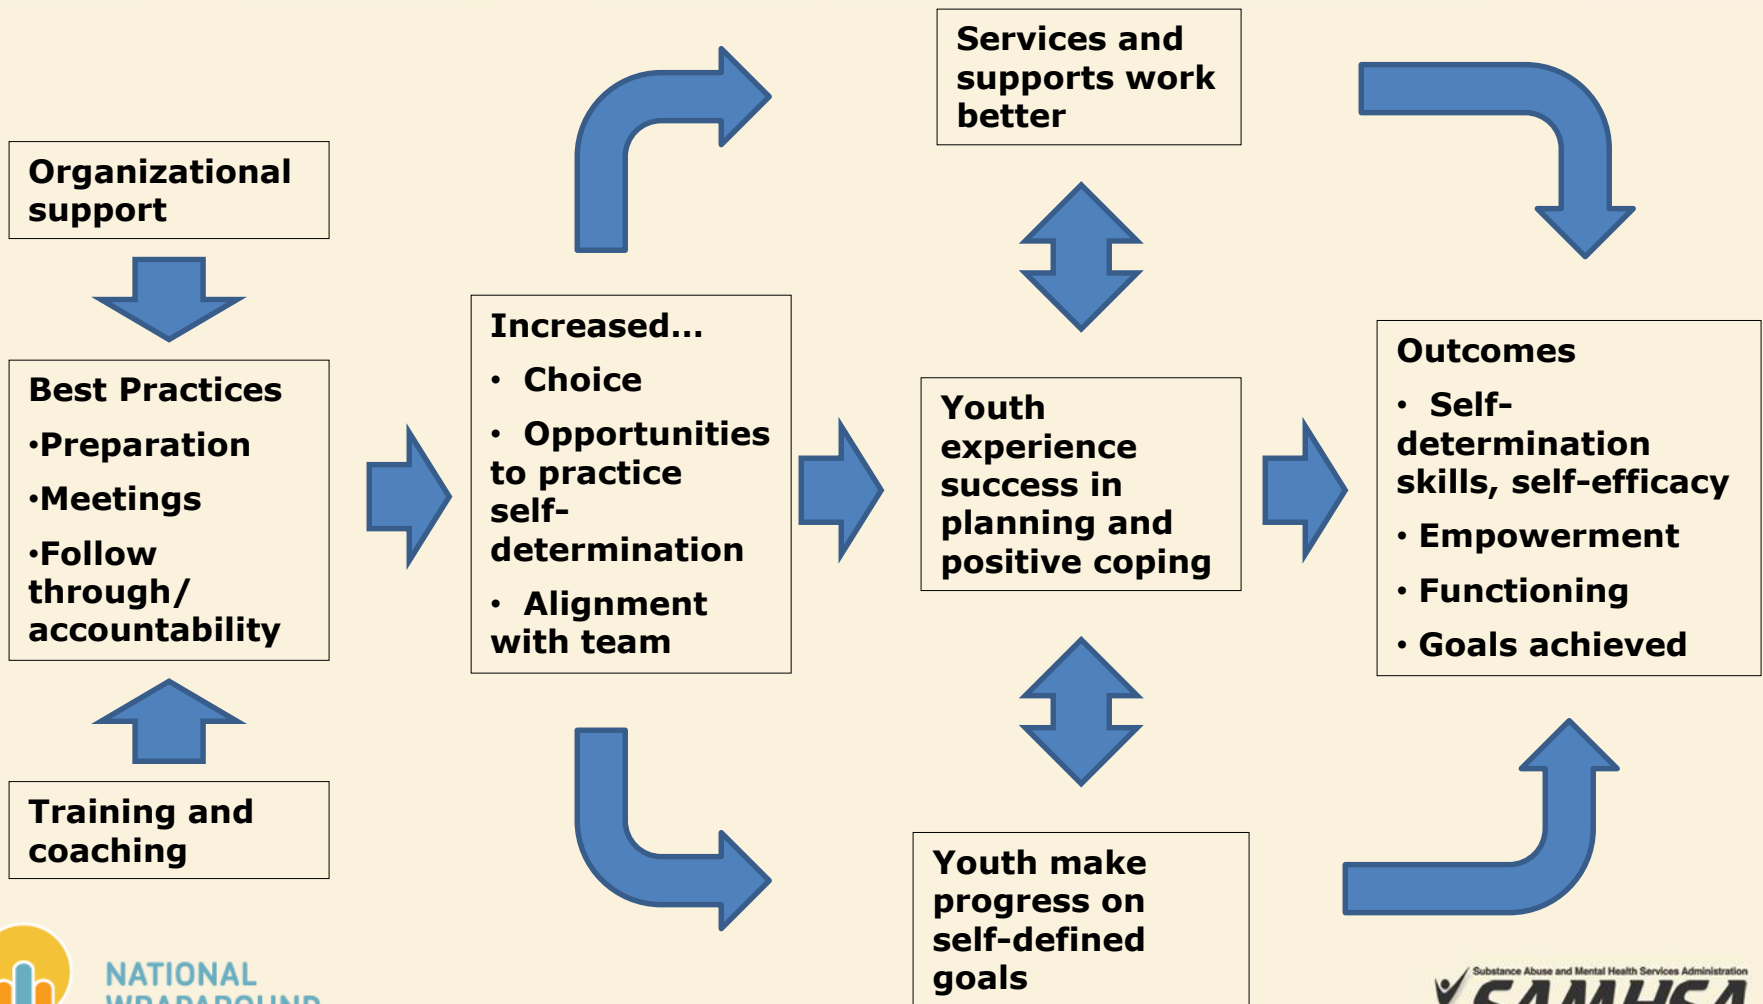 Organizational
support
Best Practices
•Preparation
•Meetings
•Follow
through/
accountability
Training and
coaching
Increased…
• Choice
• Opportunities
to practice
self-
determination
• Alignment
with team
Services and
supports work
better
Youth
experience
success in
planning and
positive coping
Youth make
progress on
self-defined
goals
Outcomes
• Self-
determination
skills, self-efficacy
• Empowerment
• Functioning
• Goals achieved
NATIONAL
WRAPAROUND
Substance Abuse and Mental Health Services Administration
SAMHSA